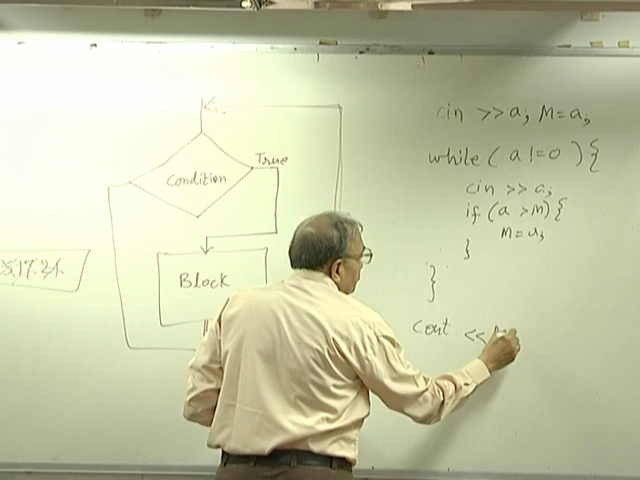 True
Condition
Block
cin >> a; M=a;
while ( a != 0 ) {
cin >> a;
if (a > M) {
M=a;
}
}
cout <<